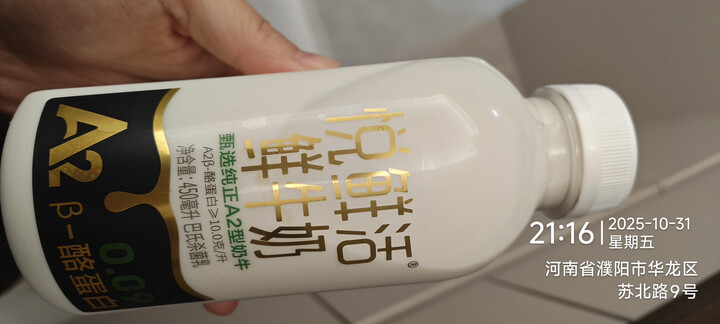 悦鲜活®
鲜牛奶
甄选纯正A2型奶牛
A2β-酪蛋白≥10.0克/升
净含量:450毫升 巴氏杀菌乳
A2
β-酪蛋白
21:16
2025-10-31
星期五
河南省濮阳市华龙区
苏北路9号